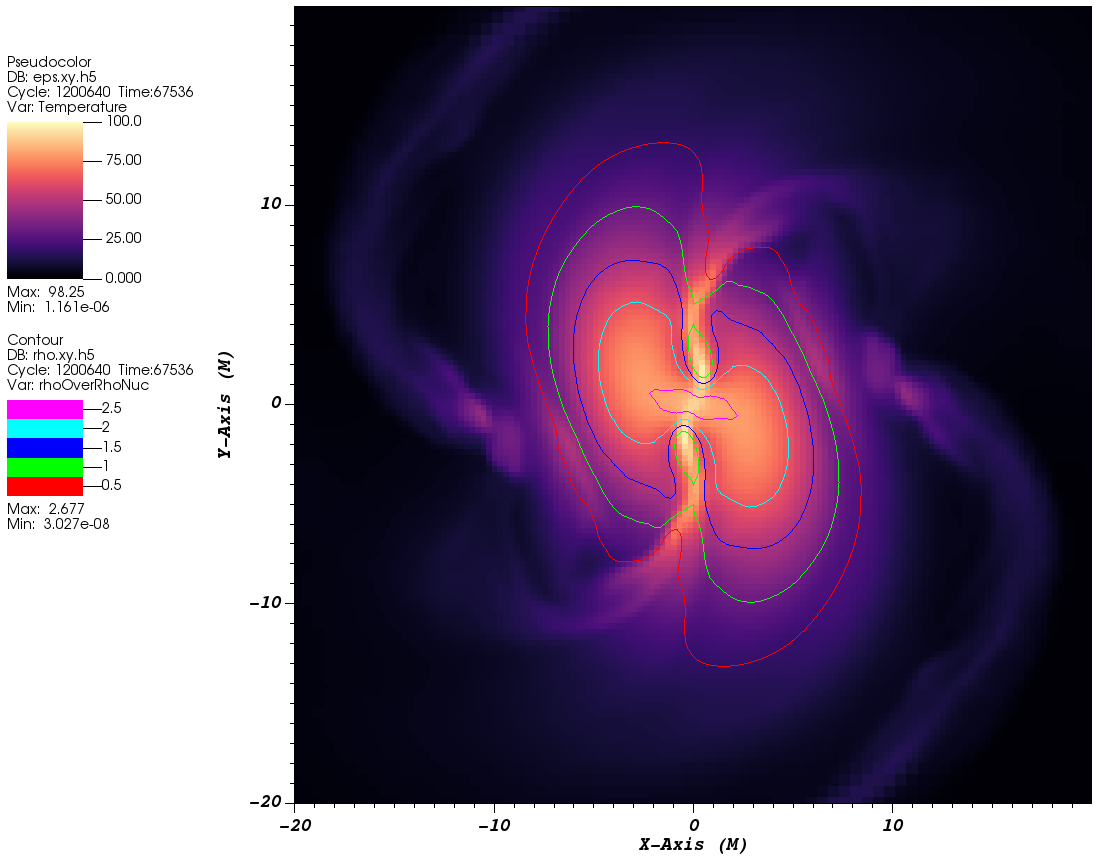 Pseudocolor
DB: eps.xy.h5
Cycle: 1200640 Time:67536
Var: Temperature
100.0
75.00
50.00
25.00
0.000
Max: 98.25
Min: 1.161e-06
Contour
DB: rho.xy.h5
Cycle: 1200640 Time:67536
Var: rhoOverRhoNuc
2.5
2
1.5
1
0.5
Max: 2.677
Min: 3.027e-08
Y-Axis (M)
10
0
-10
-20
-20
-10
0
10
X-Axis (M)